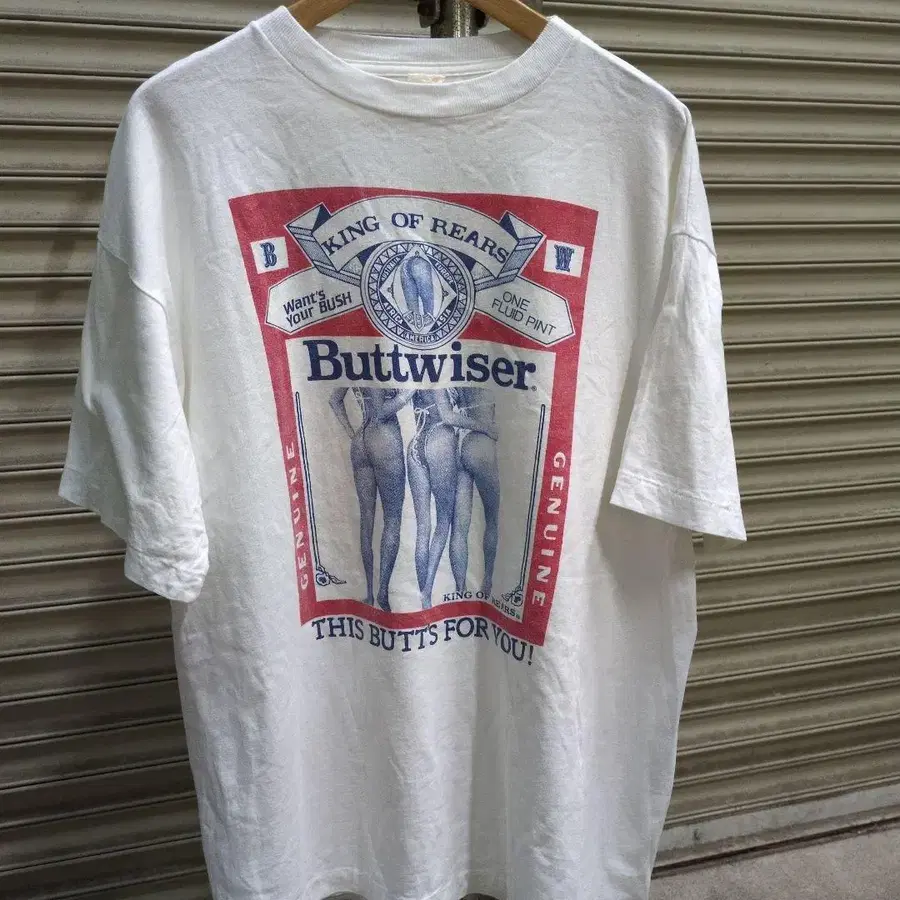 KING OF REARS
B
W
Want's
Your BUSH
ONE
FLUID PINT
AMERICA
Buttwiser
GENUINE
GENUINE
KING OF REARS
THIS BUTTS FOR YOU!